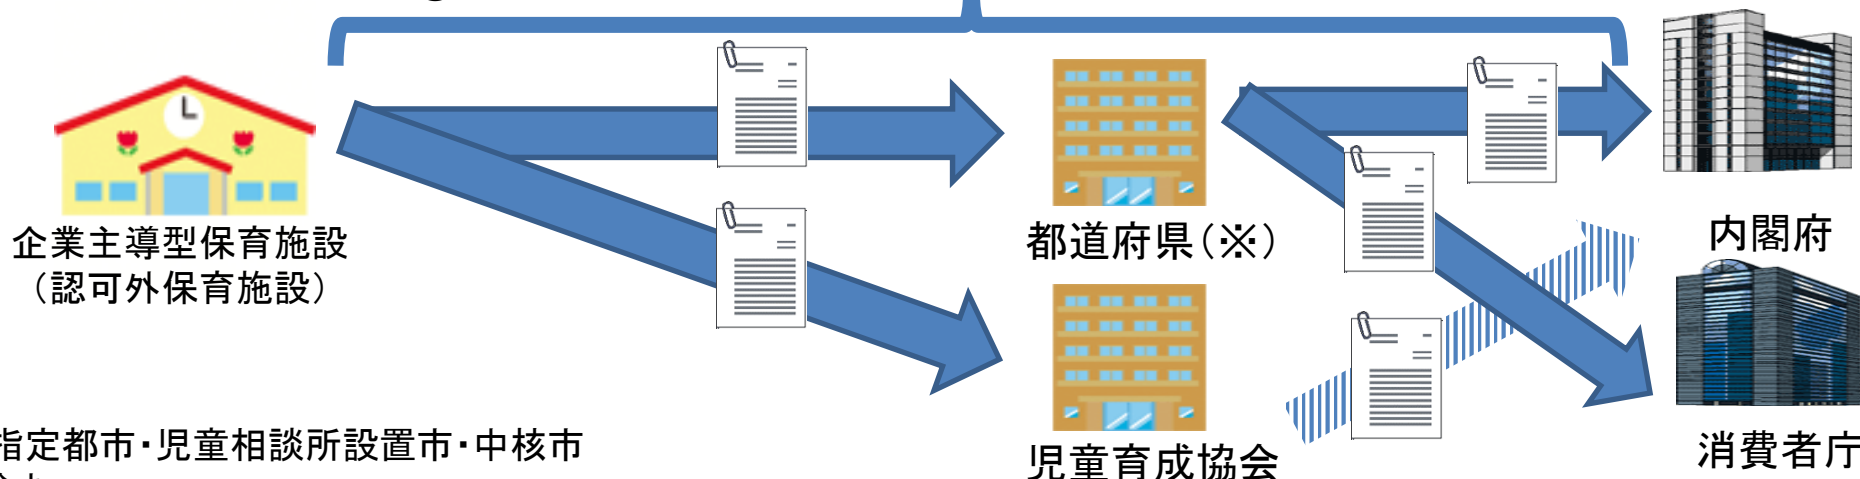 企業主導型保育施設
（認可外保育施設）
都道府県（※）
内閣府
児童育成協会
消費者庁
指定都市・児童相談所設置市・中核市